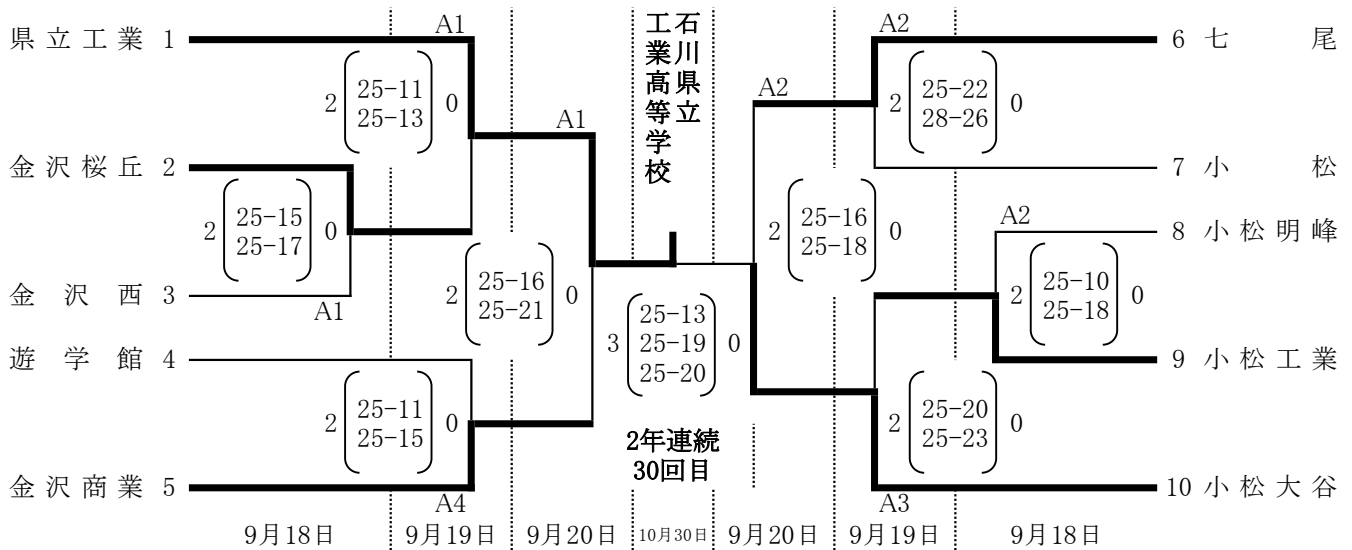 県立工業 1
A1
2 25-11 0
25-13
金沢桜丘 2
2 25-15 0
25-17
金沢西 3
A1
遊学館 4
2 25-11 0
25-15
金沢商業 5
A4
A1
2 25-16 0
25-21
石川県立
工業高等学校
3 25-13 0
25-19
25-20
2年連続
30回目
A2
2 25-16 0
25-18
A2
6 七尾
2 25-22 0
28-26
7 小松
A2
8 小松明峰
2 25-10 0
25-18
9 小松工業
2 25-20 0
25-23
10 小松大谷
A3
9月18日 9月19日 9月20日 10月30日 9月20日 9月19日 9月18日